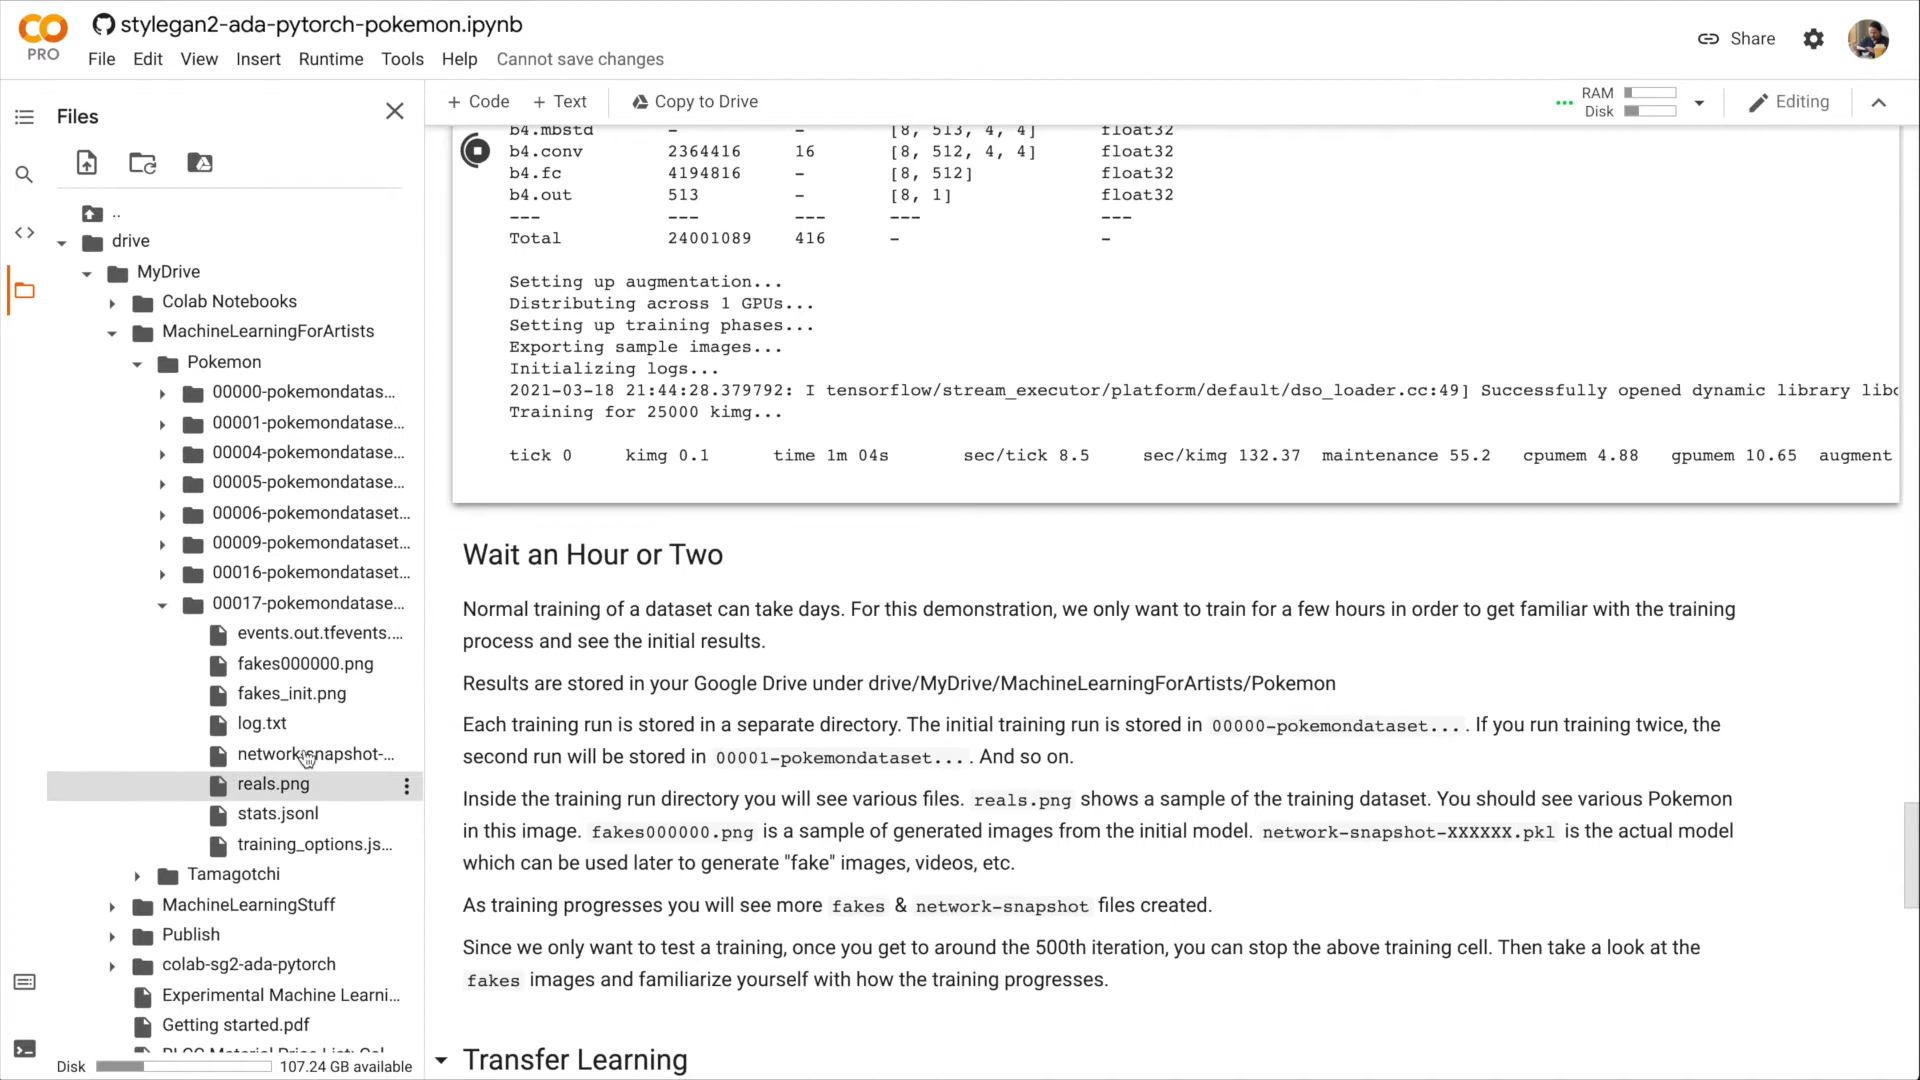 PRO
stylegan2-ada-pytorch-pokemon.ipynb
File Edit View Insert Runtime Tools Help Cannot save changes
Share
Files
+ Code + Text Copy to Drive
RAM
Disk
Editing
..
drive
MyDrive
Colab Notebooks
MachineLearningForArtists
Pokemon
00000-pokemondatas...
00001-pokemondatase...
00004-pokemondatase...
00005-pokemondatase...
00006-pokemondataset...
00009-pokemondataset...
00016-pokemondataset...
00017-pokemondatase...
events.out.tfevents....
fakes000000.png
fakes_init.png
log.txt
network-snapshot-...
reals.png
stats.jsonl
training_options.js...
Tamagotchi
MachineLearningStuff
Publish
colab-sg2-ada-pytorch
Experimental Machine Learni...
Getting started.pdf
Disk 107.24 GB available
b4.mbstd - - [8, 513, 4, 4] float32
b4.conv 2364416 16 [8, 512, 4, 4] float32
b4.fc 4194816 - [8, 512] float32
b4.out 513 - [8, 1] float32
--- --- --- --- ---
Total 24001089 416 - -
Setting up augmentation...
Distributing across 1 GPUs...
Setting up training phases...
Exporting sample images...
Initializing logs...
2021-03-18 21:44:28.379792: I tensorflow/stream_executor/platform/default/dso_loader.cc:49] Successfully opened dynamic library libc
Training for 25000 kimg...
tick 0 kimg 0.1 time 1m 04s sec/tick 8.5 sec/kimg 132.37 maintenance 55.2 cpumem 4.88 gpumem 10.65 augment
Wait an Hour or Two
Normal training of a dataset can take days. For this demonstration, we only want to train for a few hours in order to get familiar with the training
process and see the initial results.
Results are stored in your Google Drive under drive/MyDrive/MachineLearningForArtists/Pokemon
Each training run is stored in a separate directory. The initial training run is stored in 00000-pokemondataset.... If you run training twice, the
second run will be stored in 00001-pokemondataset.... And so on.
Inside the training run directory you will see various files. reals.png shows a sample of the training dataset. You should see various Pokemon
in this image. fakes000000.png is a sample of generated images from the initial model. network-snapshot-XXXXXX.pkl is the actual model
which can be used later to generate "fake" images, videos, etc.
As training progresses you will see more fakes & network-snapshot files created.
Since we only want to test a training, once you get to around the 500th iteration, you can stop the above training cell. Then take a look at the
fakes images and familiarize yourself with how the training progresses.
Transfer Learning